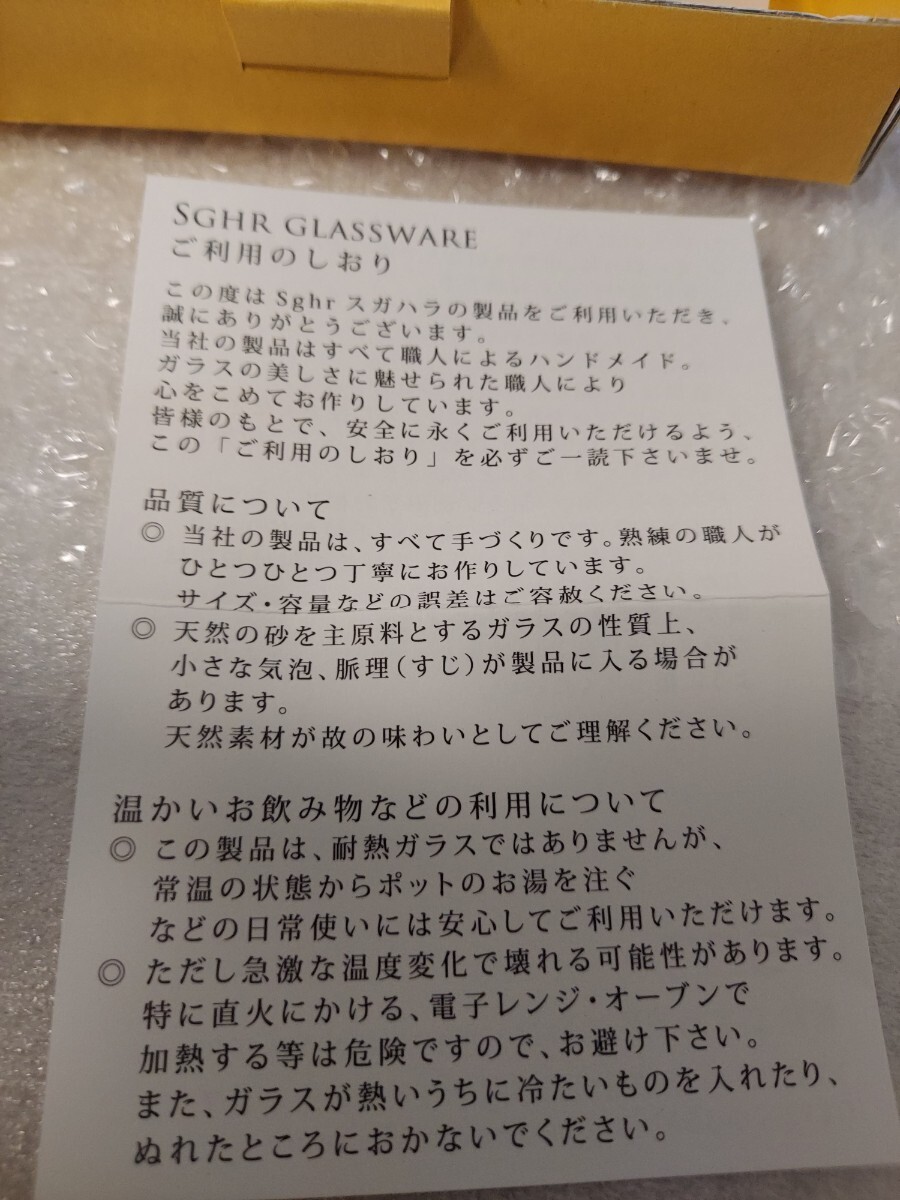 SGHR GLASSWARE
ご利用のしおり
この度は Sghr スガハラの製品をご利用いただき、
誠にありがとうございます。
当社の製品はすべて職人によるハンドメイド。
ガラスの美しさに魅せられた職人により
心をこめてお作りしています。
皆様のもとで、安全に永くご利用いただけるよう、
この「ご利用のしおり」を必ずご一読下さいませ。
品質について
◎ 当社の製品は、すべて手づくりです。熟練の職人が
ひとつひとつ丁寧にお作りしています。
サイズ・容量などの誤差はご容赦ください。
◎ 天然の砂を主原料とするガラスの性質上、
小さな気泡、脈理(すじ)が製品に入る場合が
あります。
天然素材が故の味わいとしてご理解ください。
温かいお飲み物などの利用について
◎ この製品は、耐熱ガラスではありませんが、
常温の状態からポットのお湯を注ぐ
などの日常使いには安心してご利用いただけます。
◎ ただし急激な温度変化で壊れる可能性があります。
特に直火にかける、電子レンジ・オーブンで
加熱する等は危険ですので、お避け下さい。
また、ガラスが熱いうちに冷たいものを入れたり、
ぬれたところにおかないでください。